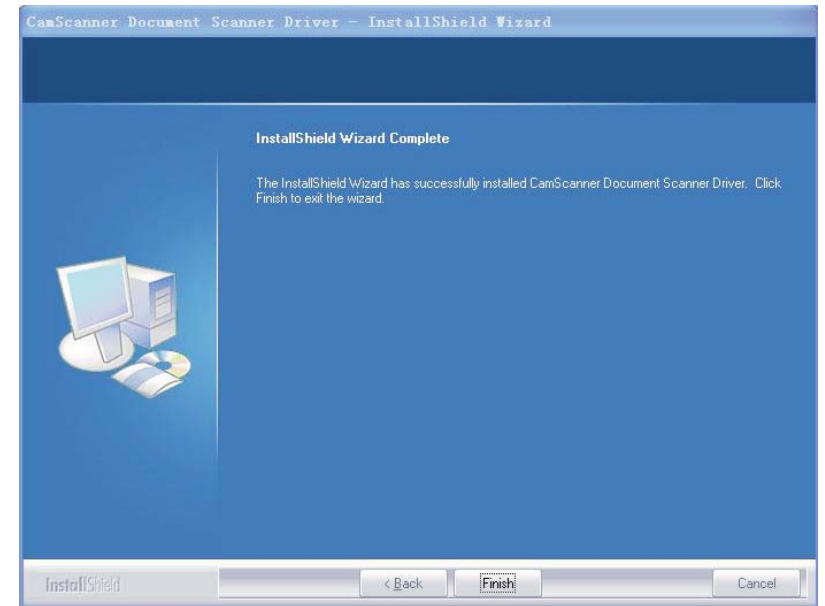 CamScanner Document Scanner Driver - InstallShield Wizard
InstallShield Wizard Complete
The InstallShield Wizard has successfully installed CamScanner Document Scanner Driver. Click
Finish to exit the wizard.
InstallShield
< Back
Finish
Cancel